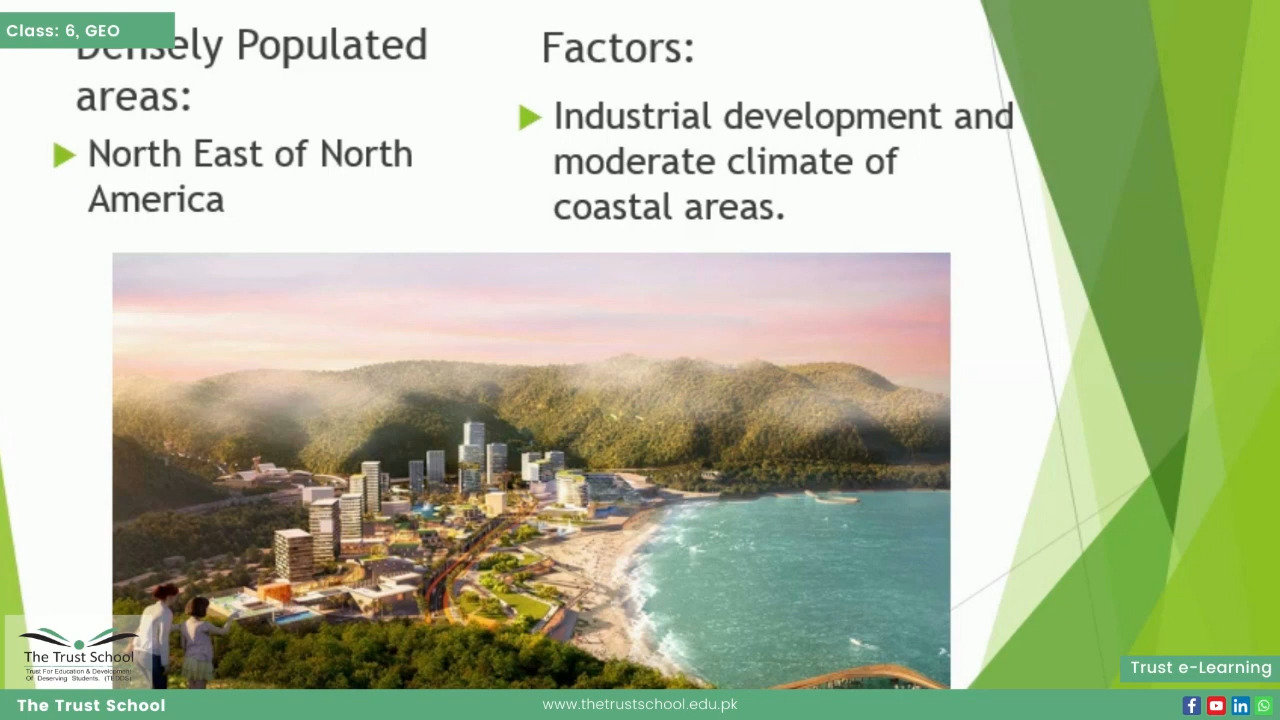 Class: 6, GEO
Densely Populated
areas:
North East of North
America
Factors:
Industrial development and
moderate climate of
coastal areas.
The Trust School
Trust For Education & Development
Of Deserving Students. (TEDDS)
Trust e-Learning
The Trust School
www.thetrustschool.edu.pk